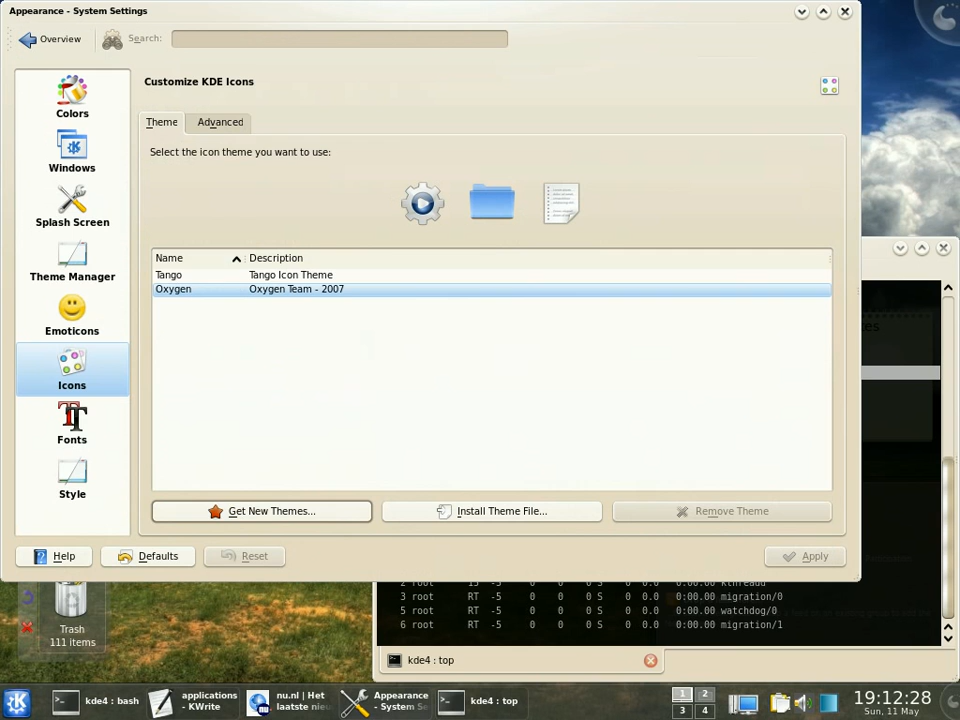 Appearance - System Settings
Overview
Search:
Customize KDE Icons
Colors
Windows
Splash Screen
Theme Manager
Emoticons
Icons
Fonts
Style
Theme
Advanced
Select the icon theme you want to use:
Name
Description
Tango
Tango Icon Theme
Oxygen
Oxygen Team - 2007
Get New Themes...
Install Theme File...
Remove Theme
Help
Defaults
Reset
Apply
Trash
111 items
2 root 15 -5 0 0 0 S 0 0.0 0:00.00 kthreadd
3 root RT -5 0 0 0 S 0 0.0 0:00.00 migration/0
5 root RT -5 0 0 0 S 0 0.0 0:00.00 watchdog/0
6 root RT -5 0 0 0 S 0 0.0 0:00.00 migration/1
kde4 : top
kde4 : bash
applications
- KWrite
nu.nl | Het
laatste nie
Appearance
- System Se
kde4 : top
1 2
3 4
19:12:28
Sun, 11 May